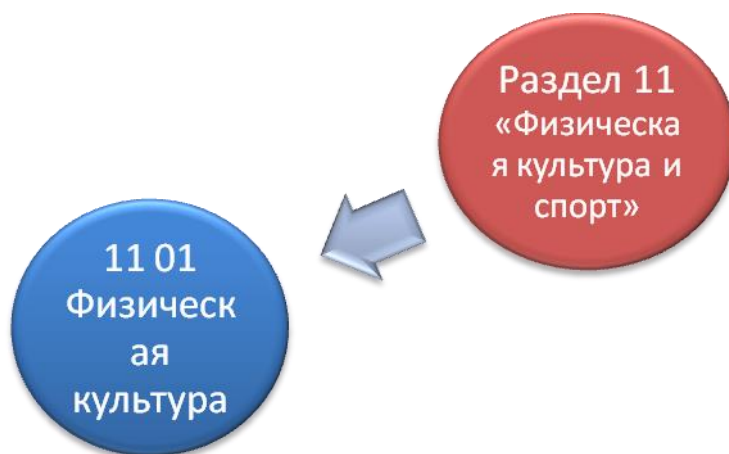 Раздел 11
«Физическа
я культура и
спорт»
11 01
Физическ
ая
культура